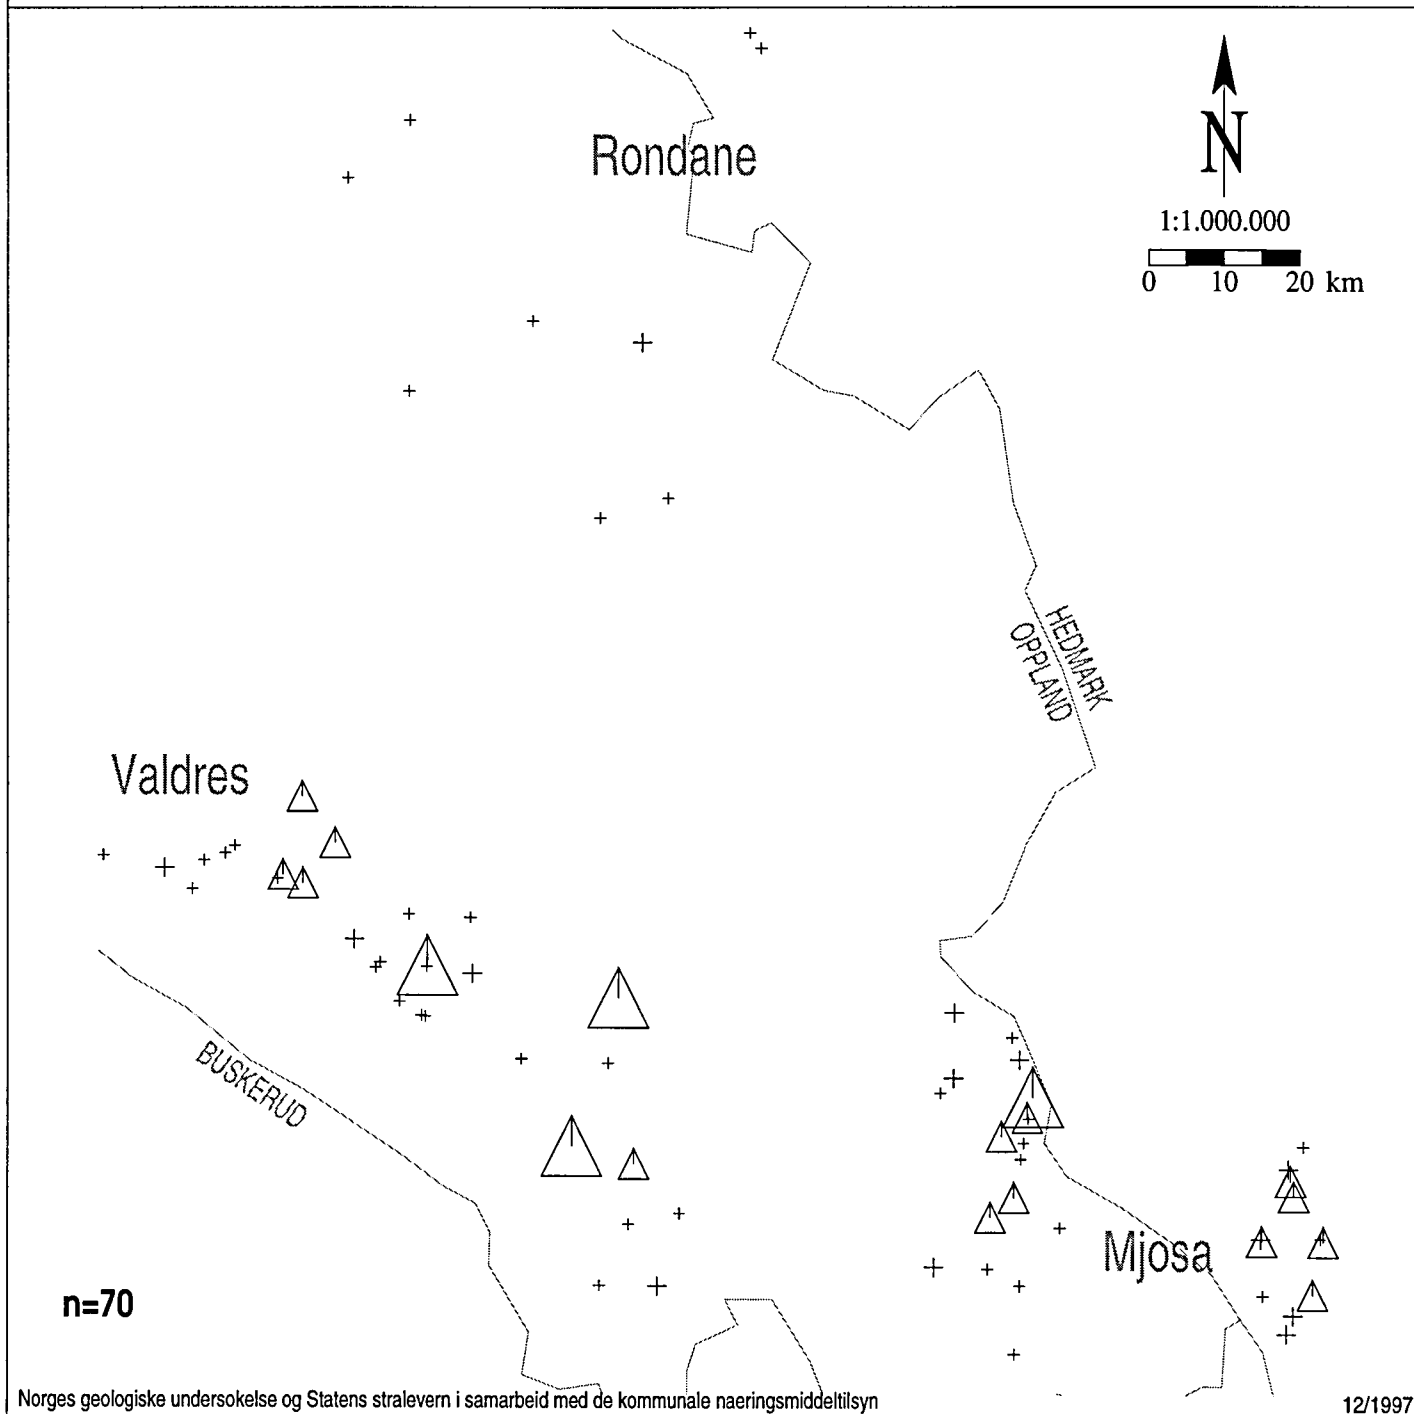 Rondane
N
1:1.000.000
0 10 20 km
HEDMARK
OPPLAND
Valdres
BUSKERUD
Mjosa
n=70
Norges geologiske undersokelse og Statens stralevern i samarbeid med de kommunale naeringsmiddeltilsyn
12/1997